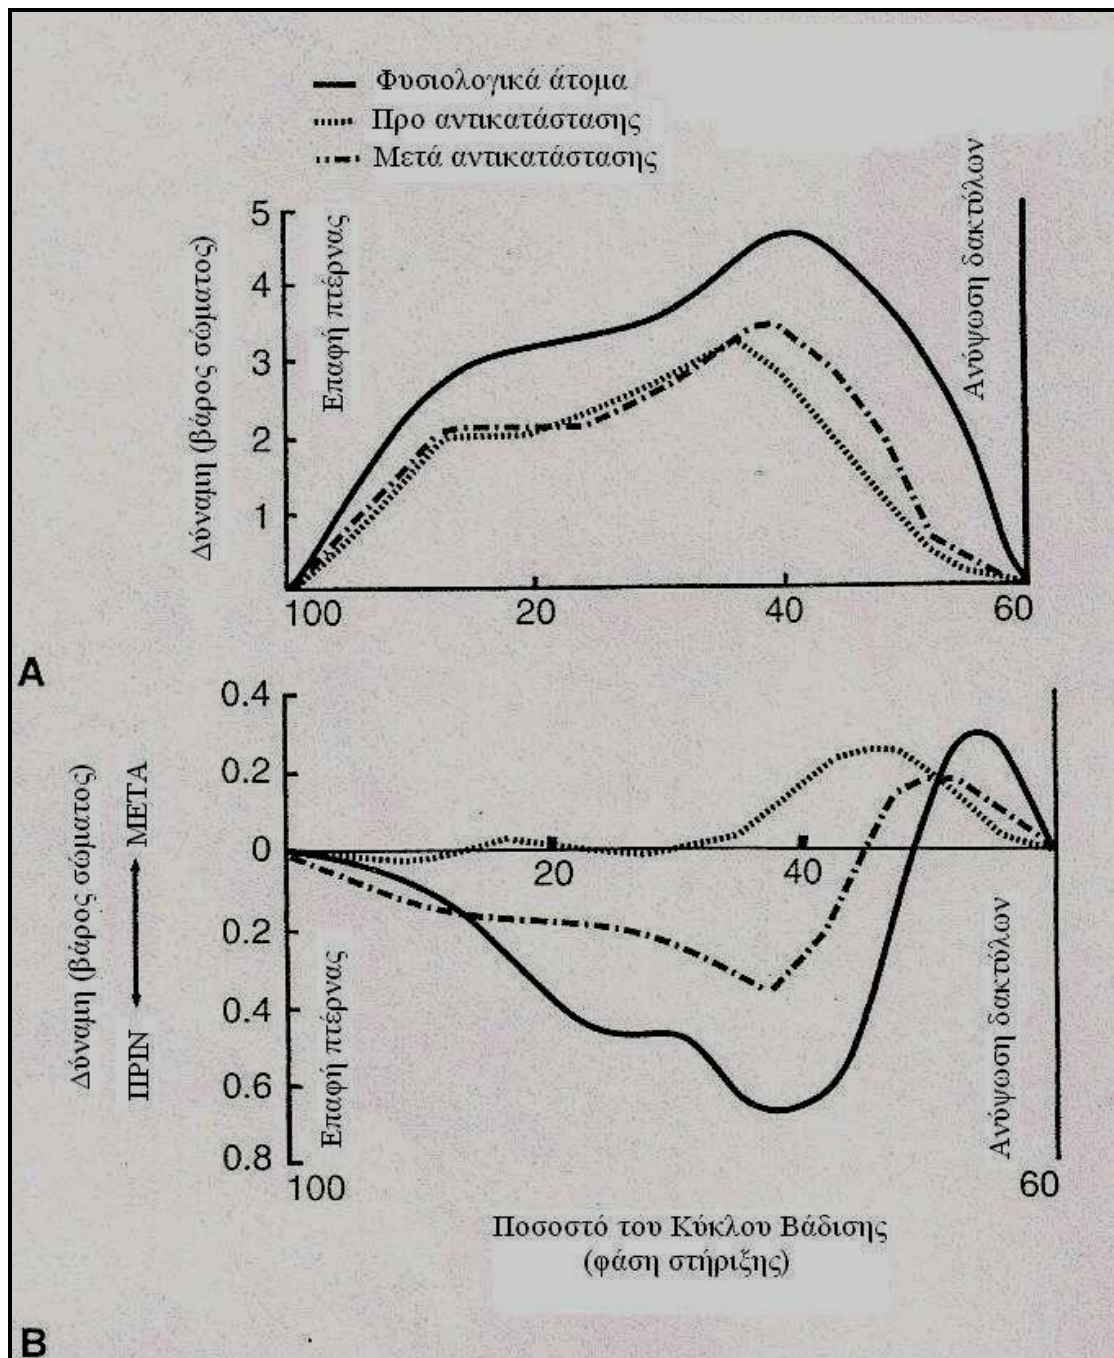 Φυσιολογικά άτομα
Προ αντικατάστασης
Μετά αντικατάστασης
Δύναμη (βάρος σώματος)
5
4
3
2
1
Επαφή πτέρνας
Ανύψωση δακτύλων
100 20 40 60
A
Δύναμη (βάρος σώματος)
ΠΡΙΝ ΜΕΤΑ
0.4
0.2
0
0.2
0.4
0.6
0.8
20 40
Επαφή πτέρνας
Ανύψωση δακτύλων
100 60
Ποσοστό του Κύκλου Βάδισης
(φάση στήριξης)
B